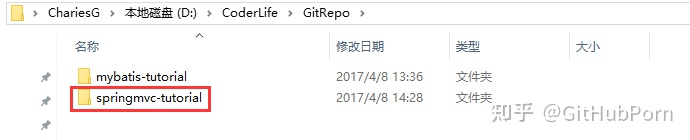 CharlesG > 本地磁盘 (D:) > CoderLife > GitRepo >
名称 修改日期 类型 大小
mybatis-tutorial 2017/4/8 13:36 文件夹
springmvc-tutorial 2017/4/8 14:28 文件夹
知乎 @GitHubPorn